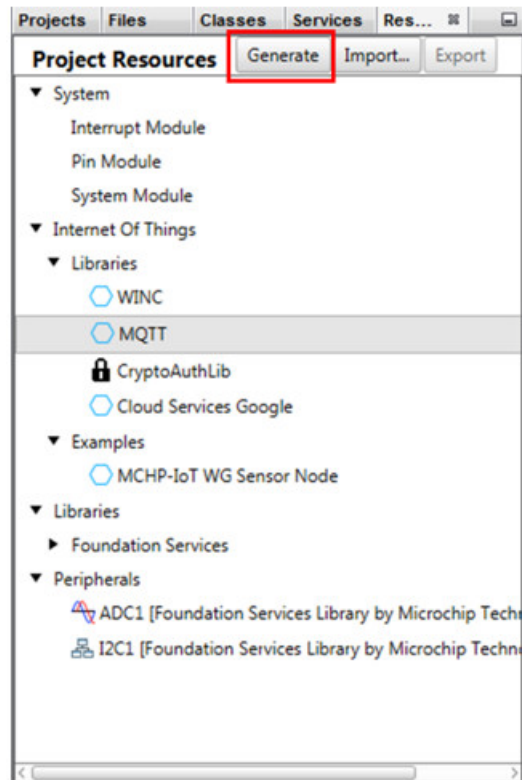 Projects Files Classes Services Res...
Project Resources Generate Import... Export
System
Interrupt Module
Pin Module
System Module
Internet Of Things
Libraries
WINC
MQTT
CryptoAuthLib
Cloud Services Google
Examples
MCHP-IoT WG Sensor Node
Libraries
Foundation Services
Peripherals
ADC1 [Foundation Services Library by Microchip Techn
I2C1 [Foundation Services Library by Microchip Techno